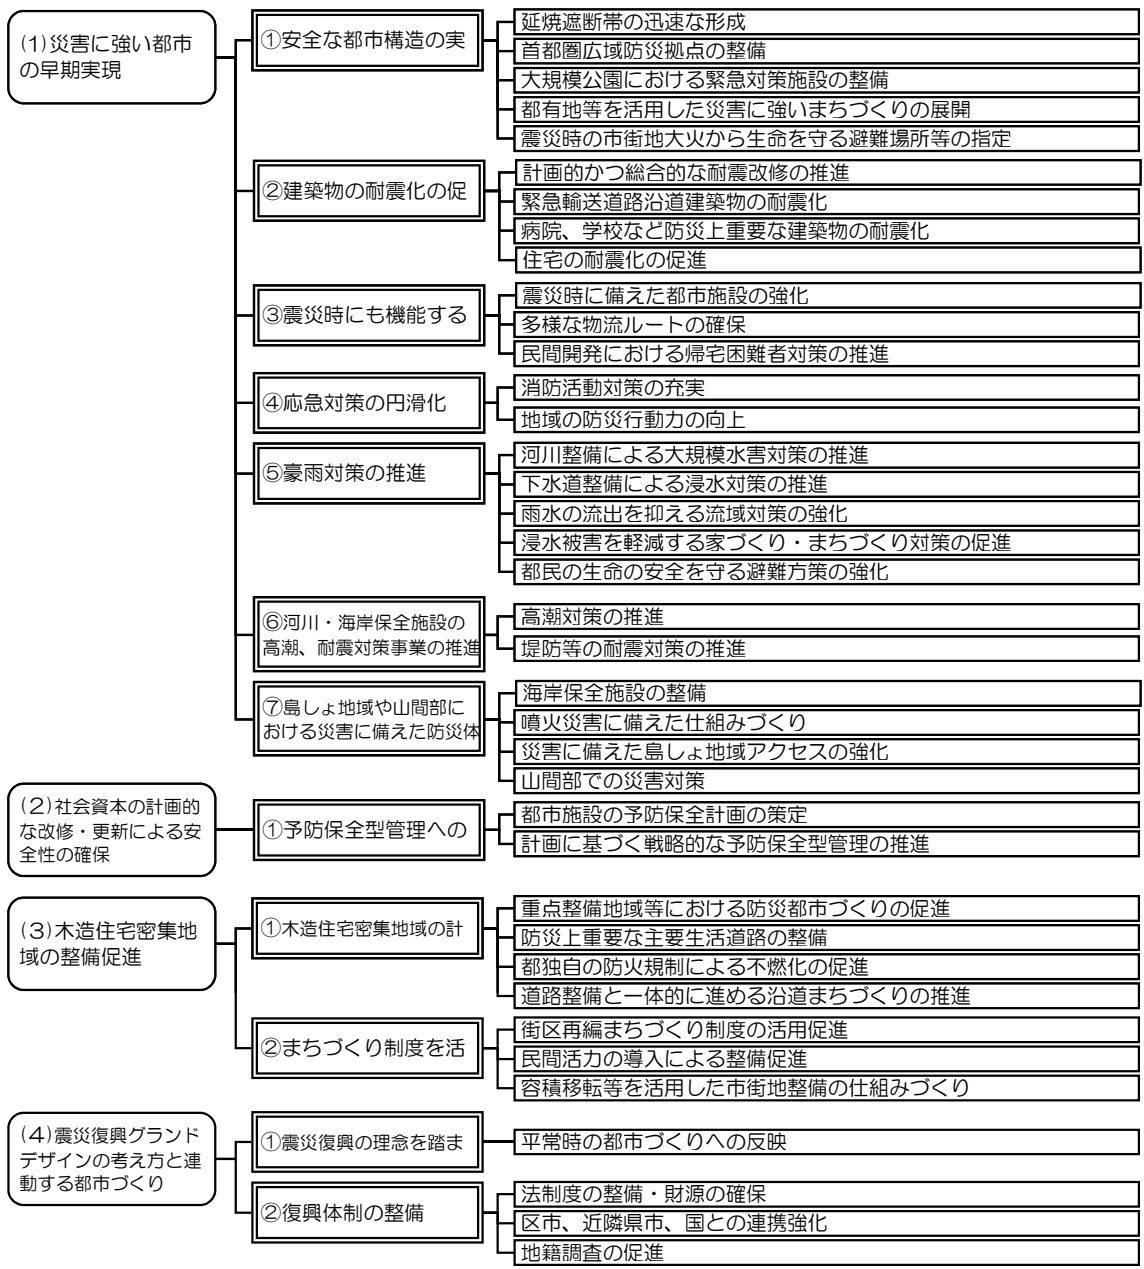 (1)災害に強い都市
の早期実現
①安全な都市構造の実
延焼遮断帯の迅速な形成
首都圏広域防災拠点の整備
大規模公園における緊急対策施設の整備
都有地等を活用した災害に強いまちづくりの展開
震災時の市街地大火から生命を守る避難場所等の指定
②建築物の耐震化の促
計画的かつ総合的な耐震改修の推進
緊急輸送道路沿道建築物の耐震化
病院、学校など防災上重要な建築物の耐震化
住宅の耐震化の促進
③震災時にも機能する
震災時に備えた都市施設の強化
多様な物流ルートの確保
民間開発における帰宅困難者対策の推進
④応急対策の円滑化
消防活動対策の充実
地域の防災行動力の向上
⑤豪雨対策の推進
河川整備による大規模水害対策の推進
下水道整備による浸水対策の推進
雨水の流出を抑える流域対策の強化
浸水被害を軽減する家づくり・まちづくり対策の促進
都民の生命の安全を守る避難方策の強化
⑥河川・海岸保全施設の
高潮、耐震対策事業の推進
高潮対策の推進
堤防等の耐震対策の推進
⑦島しょ地域や山間部に
おける災害に備えた防災体
海岸保全施設の整備
噴火災害に備えた仕組みづくり
災害に備えた島しょ地域アクセスの強化
山間部での災害対策
(2)社会資本の計画的
な改修・更新による安
全性の確保
①予防保全型管理への
都市施設の予防保全計画の策定
計画に基づく戦略的な予防保全型管理の推進
(3)木造住宅密集地
域の整備促進
①木造住宅密集地域の計
重点整備地域等における防災都市づくりの促進
防災上重要な主要生活道路の整備
都独自の防火規制による不燃化の促進
道路整備と一体的に進める沿道まちづくりの推進
②まちづくり制度を活
街区再編まちづくり制度の活用促進
民間活力の導入による整備促進
容積移転等を活用した市街地整備の仕組みづくり
(4)震災復興グランド
デザインの考え方と連
動する都市づくり
①震災復興の理念を踏ま
平常時の都市づくりへの反映
②復興体制の整備
法制度の整備・財源の確保
区市、近隣県市、国との連携強化
地籍調査の促進